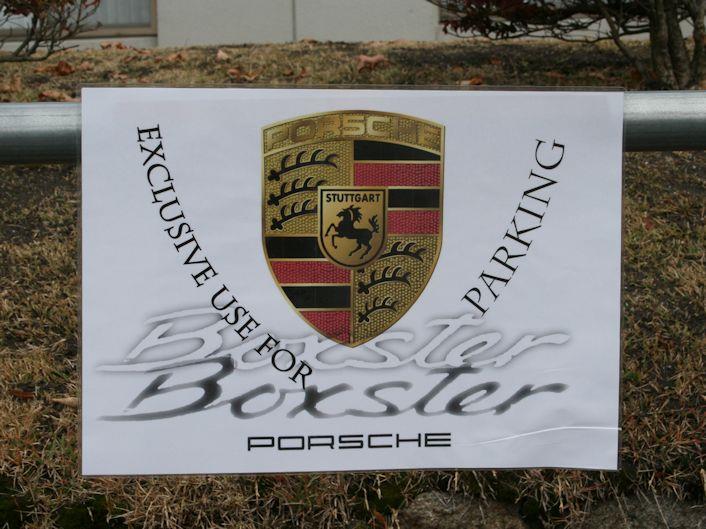 PORSCHE
STUTTGART
EXCLUSIVE USE FOR
PARKING
Boxster
Boxster
PORSCHE